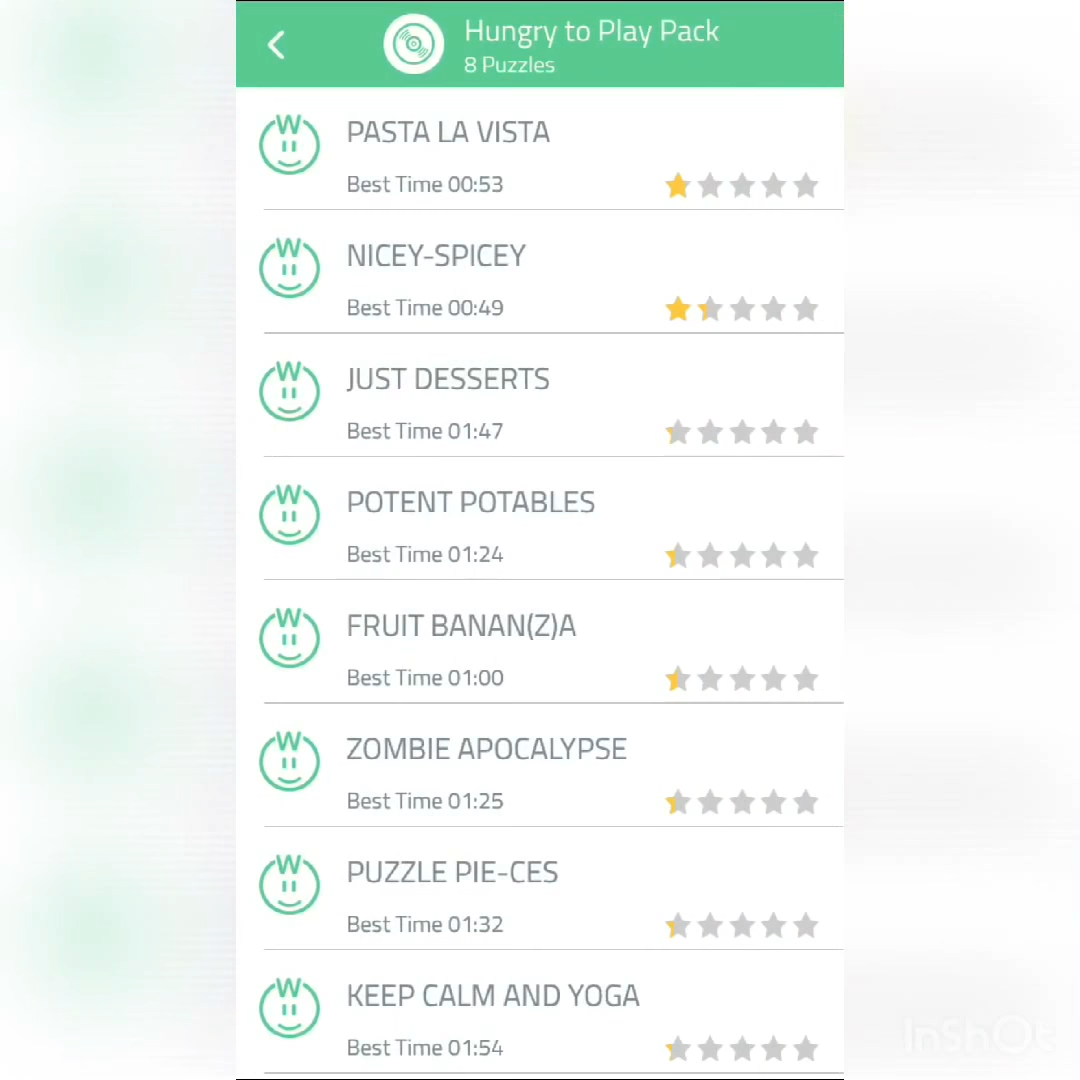 Hungry to Play Pack
8 Puzzles
PASTA LA VISTA
Best Time 00:53
NICEY-SPICEY
Best Time 00:49
JUST DESSERTS
Best Time 01:47
POTENT POTABLES
Best Time 01:24
FRUIT BANAN(Z)A
Best Time 01:00
ZOMBIE APOCALYPSE
Best Time 01:25
PUZZLE PIE-CES
Best Time 01:32
KEEP CALM AND YOGA
Best Time 01:54
InShOt